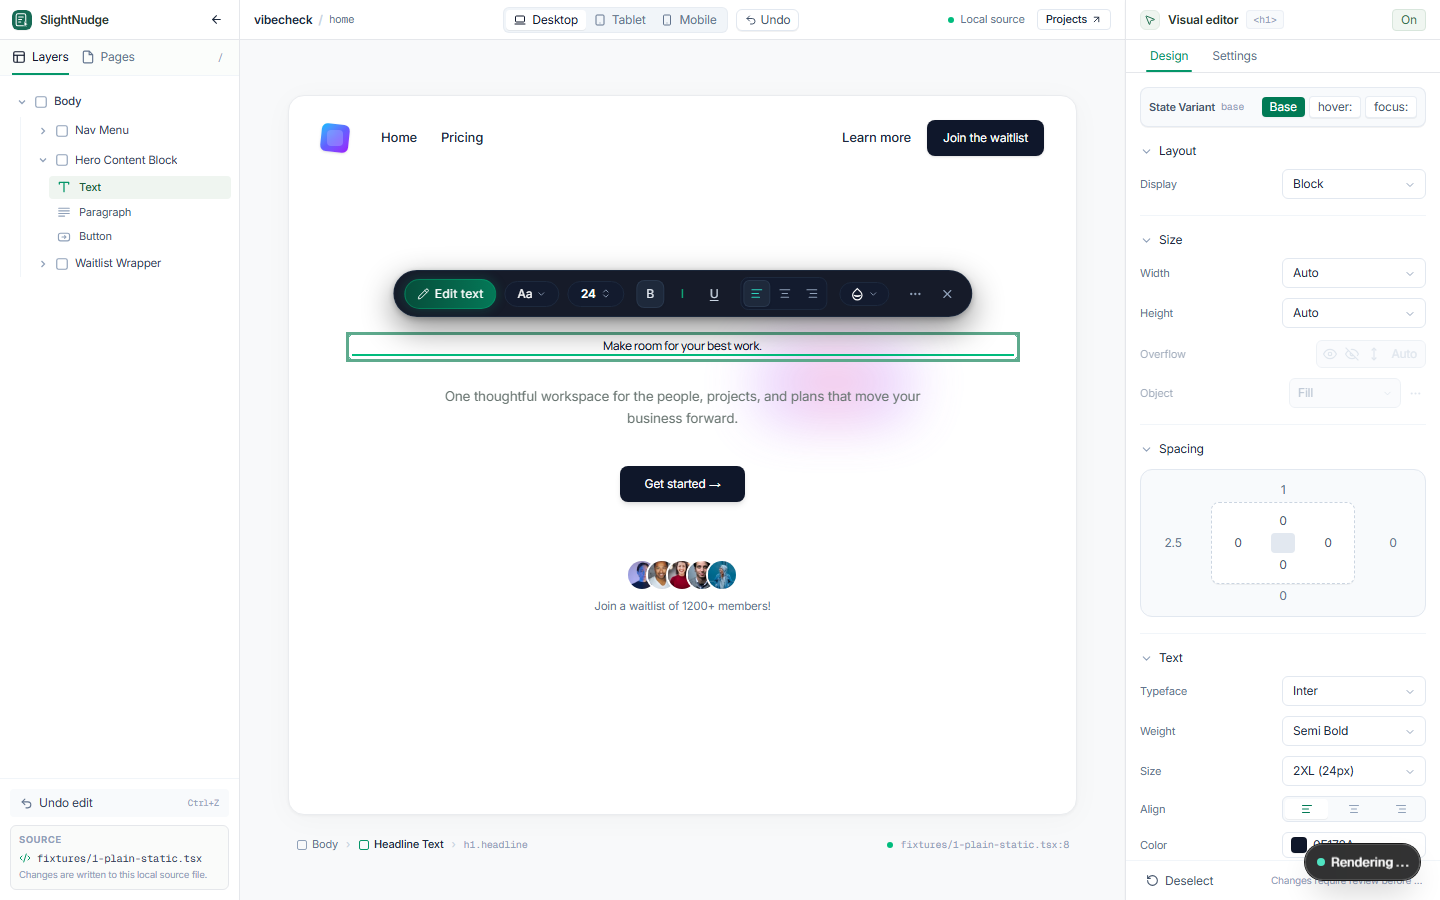 SlightNudge
Layers
Pages
/
Body
Nav Menu
Hero Content Block
Text
Paragraph
Button
Waitlist Wrapper
Undo edit
Ctrl+Z
SOURCE
fixtures/1-plain-static.tsx
Changes are written to this local source file.
vibecheck / home
Desktop
Tablet
Mobile
Undo
Local source
Projects
Home
Pricing
Learn more
Join the waitlist
Edit text
Aa
24
B
I
U
Make room for your best work.
One thoughtful workspace for the people, projects, and plans that move your
business forward.
Get started →
Join a waitlist of 1200+ members!
Body
Headline Text
h1.headline
fixtures/1-plain-static.tsx:8
Visual editor
<h1>
On
Design
Settings
State Variant
base
Base
hover:
focus:
Layout
Display
Block
Size
Width
Auto
Height
Auto
Overflow
Auto
Object
Fill
Spacing
1
0
2.5
0
0
0
0
0
Text
Typeface
Inter
Weight
Semi Bold
Size
2XL (24px)
Align
Color
Rendering ...
Deselect
Changes require review before ...